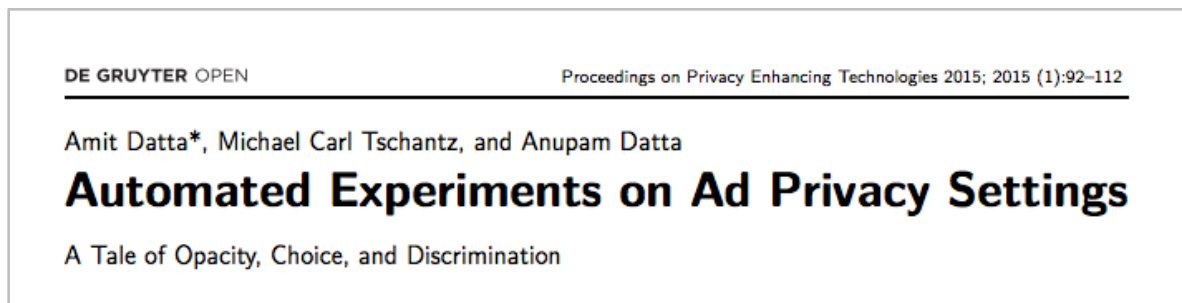 DE GRUYTER OPEN
Proceedings on Privacy Enhancing Technologies 2015; 2015 (1):92–112
Amit Datta*, Michael Carl Tschantz, and Anupam Datta
Automated Experiments on Ad Privacy Settings
A Tale of Opacity, Choice, and Discrimination